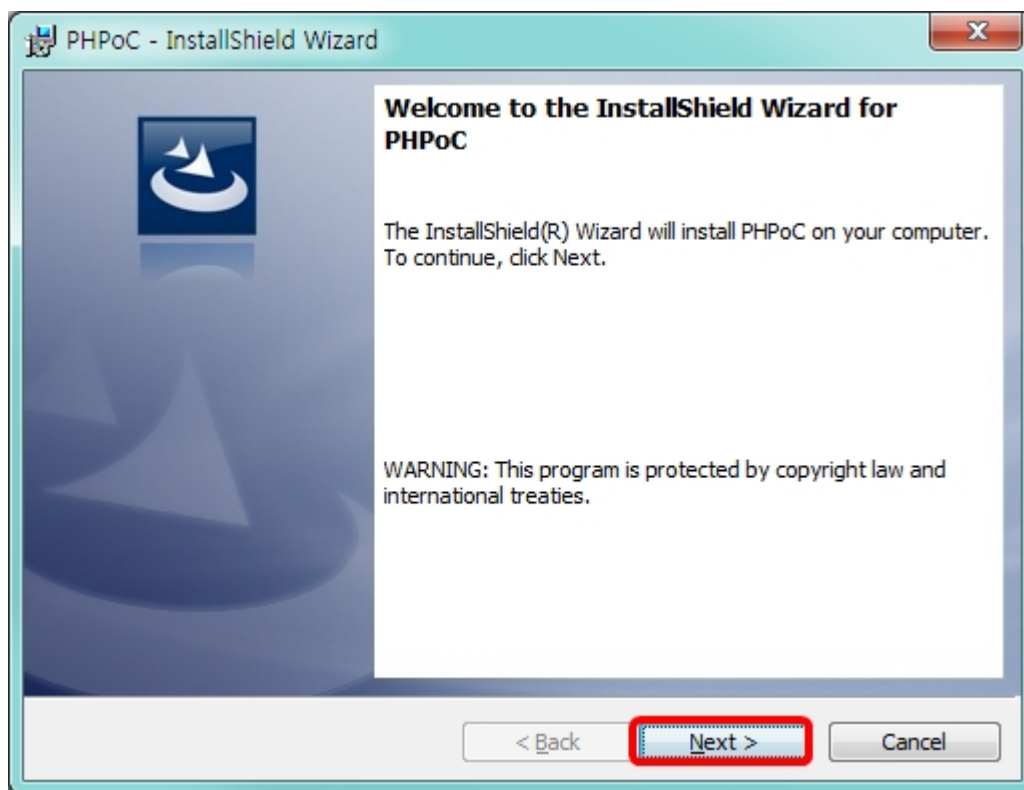 PHPoC - InstallShield Wizard
Welcome to the InstallShield Wizard for
PHPoC
The InstallShield(R) Wizard will install PHPoC on your computer.
To continue, click Next.
WARNING: This program is protected by copyright law and
international treaties.
< Back
Next >
Cancel